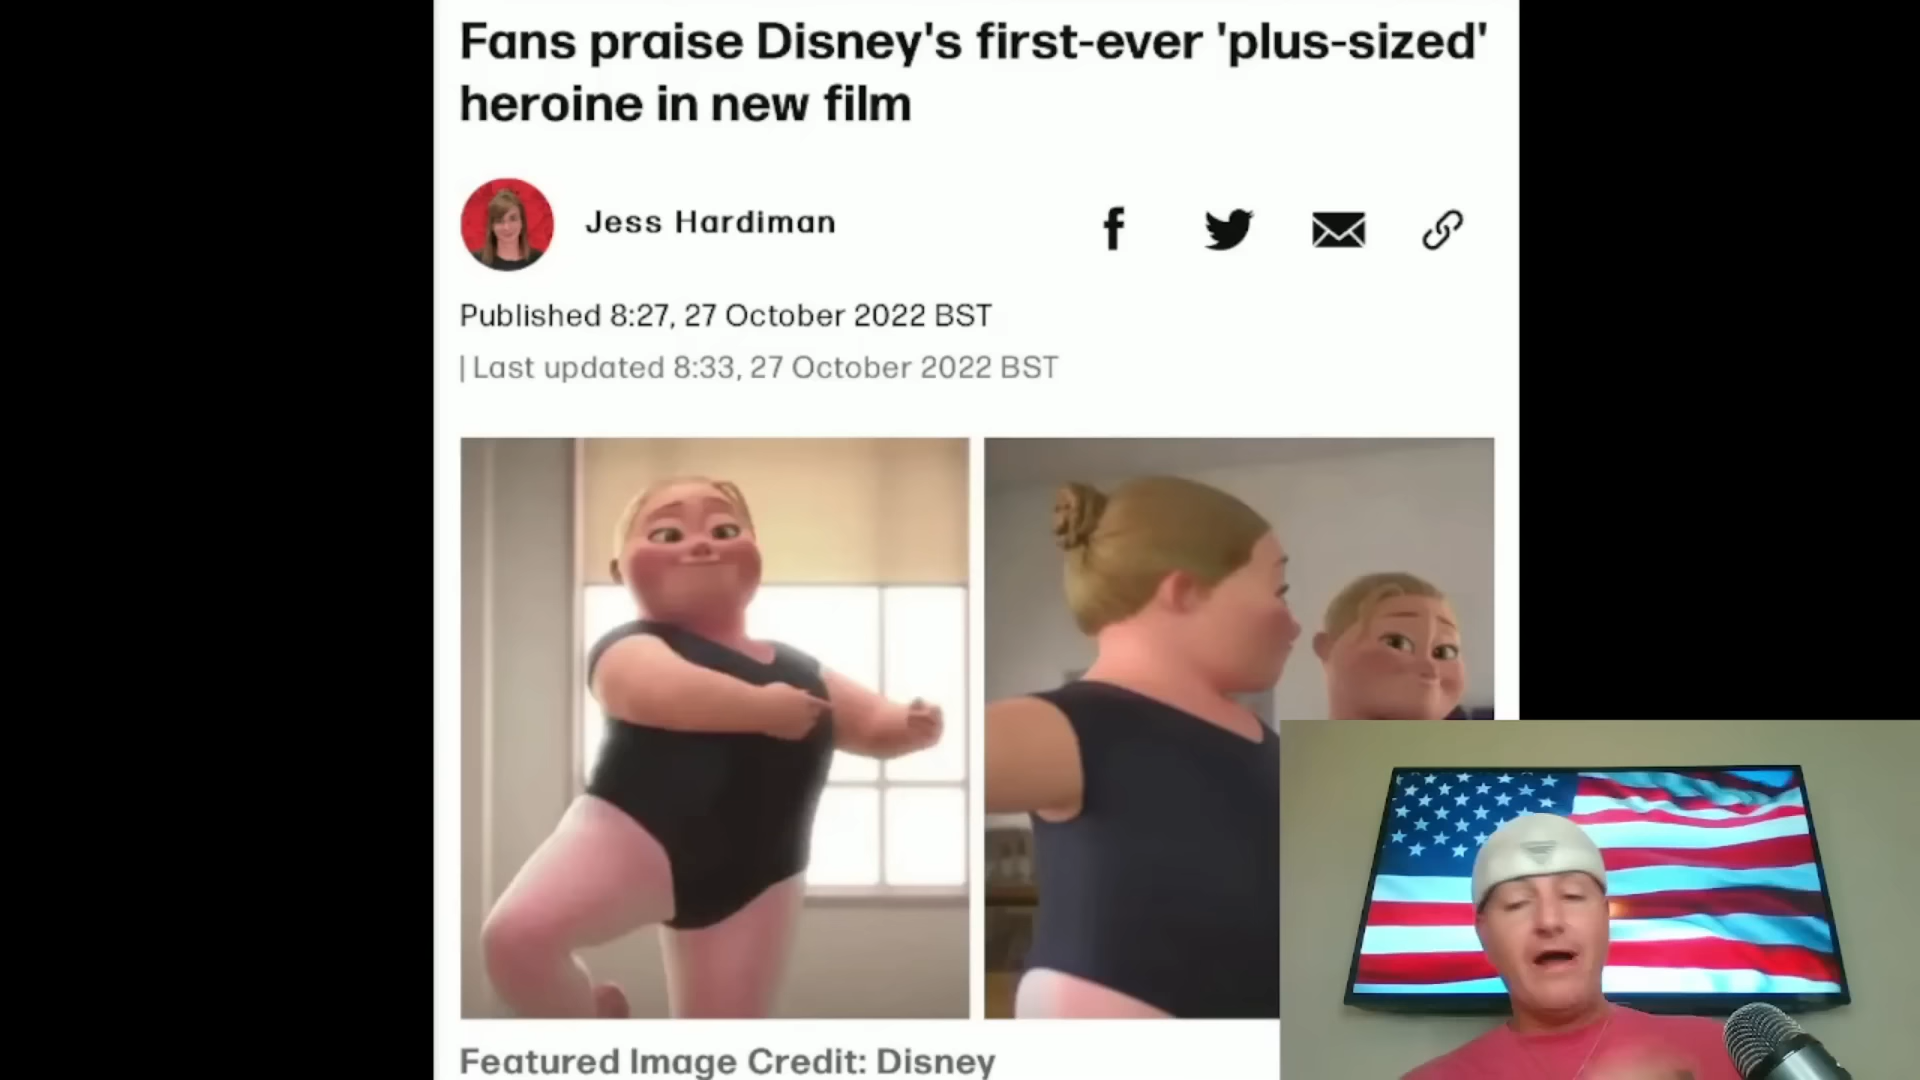 Fans praise Disney's first-ever 'plus-sized'
heroine in new film
Jess Hardiman
Published 8:27, 27 October 2022 BST
| Last updated 8:33, 27 October 2022 BST
Featured Image Credit: Disney